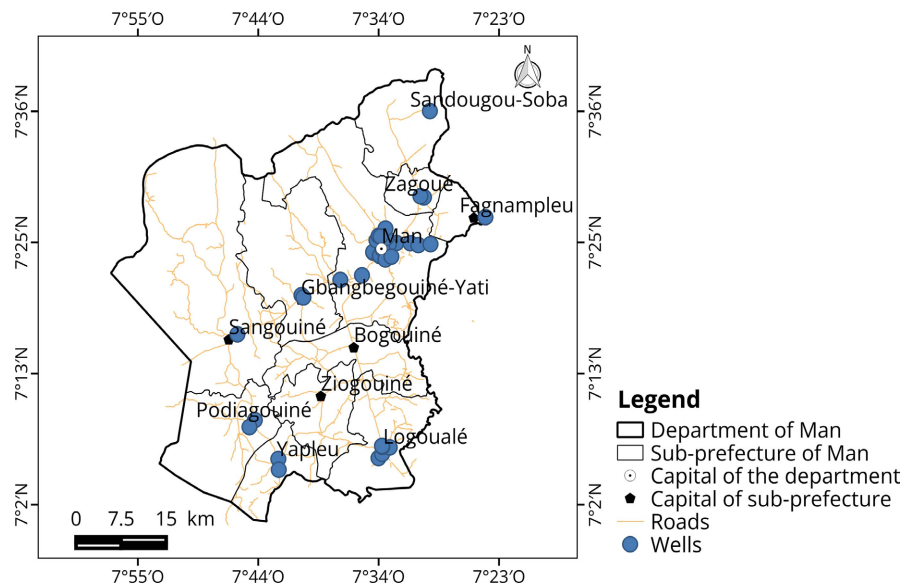 7°55′O 7°44′O 7°34′O 7°23′O
N
7°36′N 7°36′N
Sandougou-Soba
Zagoué
Fagnampleu
Man
7°25′N 7°25′N
Gbangbegouiné-Yati
Sangouiné
Bogouiné
7°13′N 7°13′N
Ziogouiné
Podiagouiné
Logoualé
Yapleu
7°2′N 7°2′N
0 7.5 15 km
7°55′O 7°44′O 7°34′O 7°23′O
Legend
Department of Man
Sub-prefecture of Man
Capital of the department
Capital of sub-prefecture
Roads
Wells